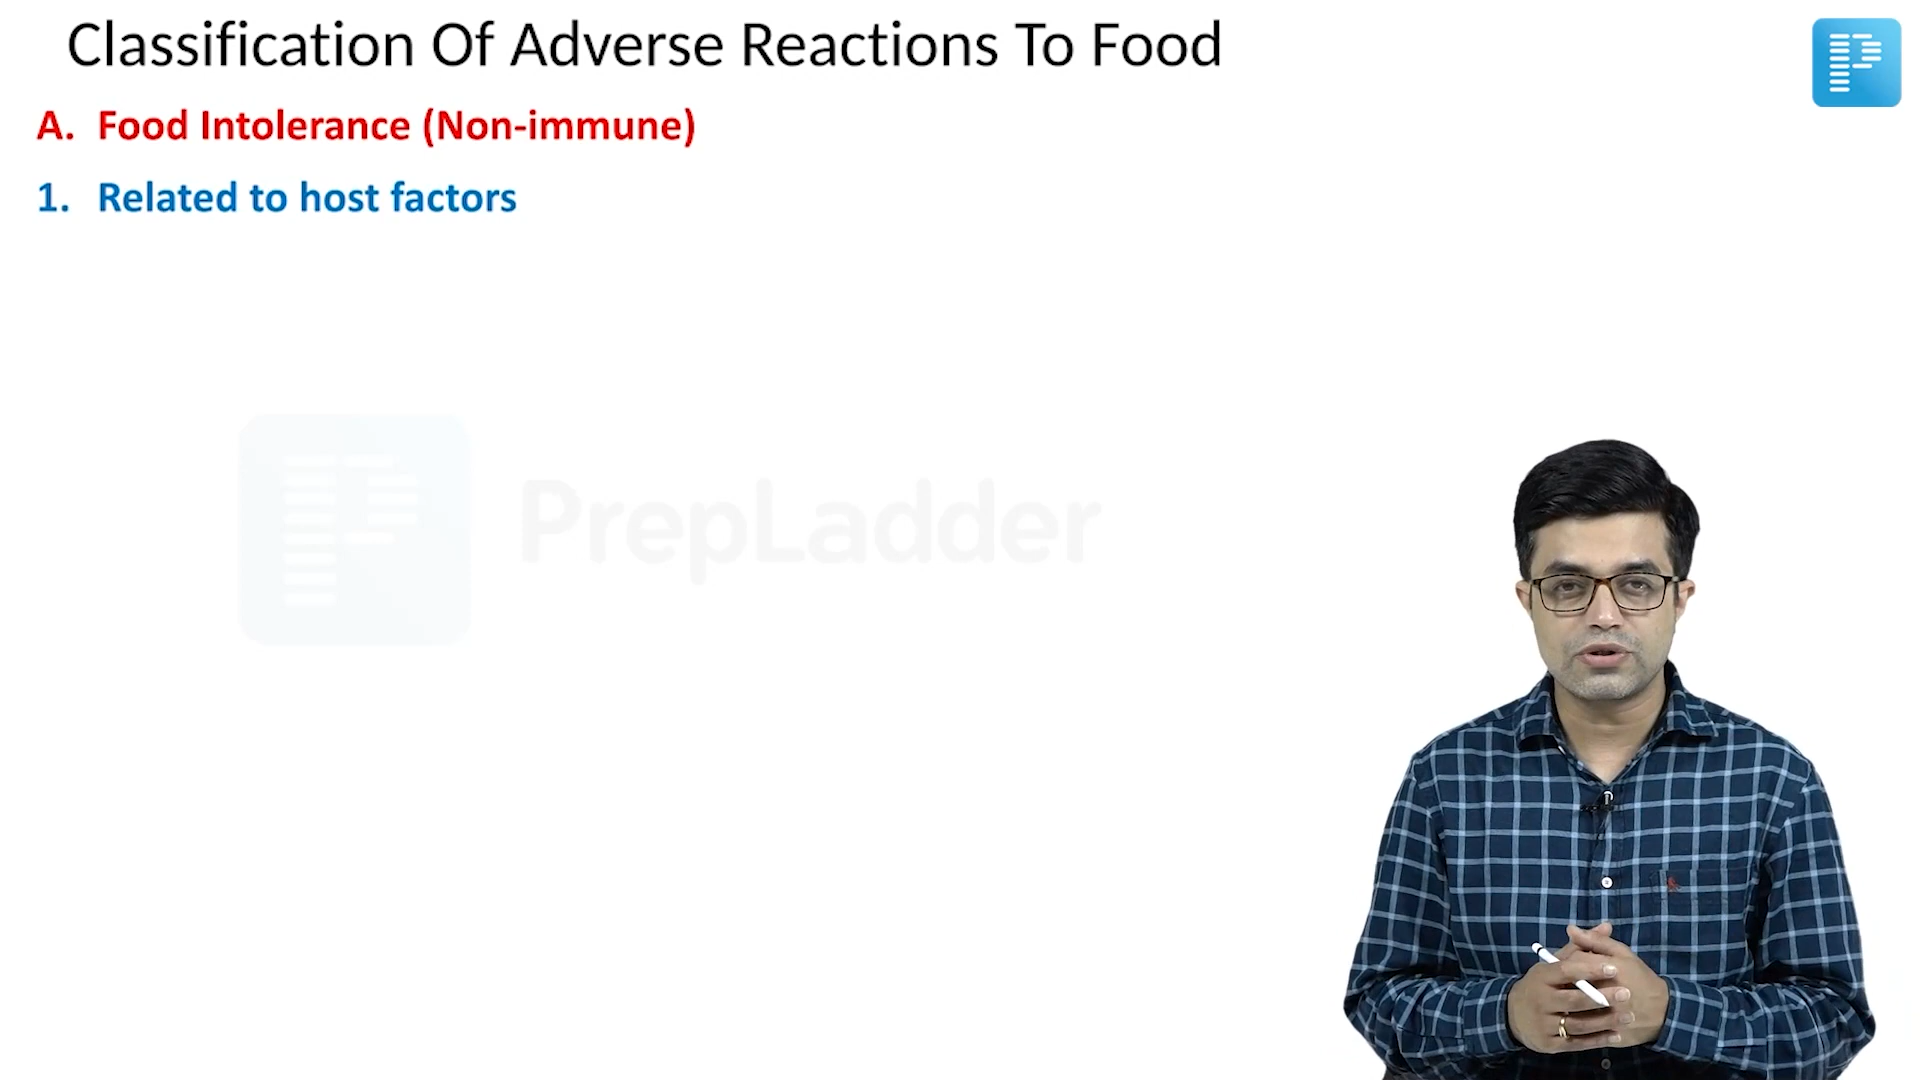 Classification Of Adverse Reactions To Food
A. Food Intolerance (Non-immune)
1. Related to host factors
PrepLadder